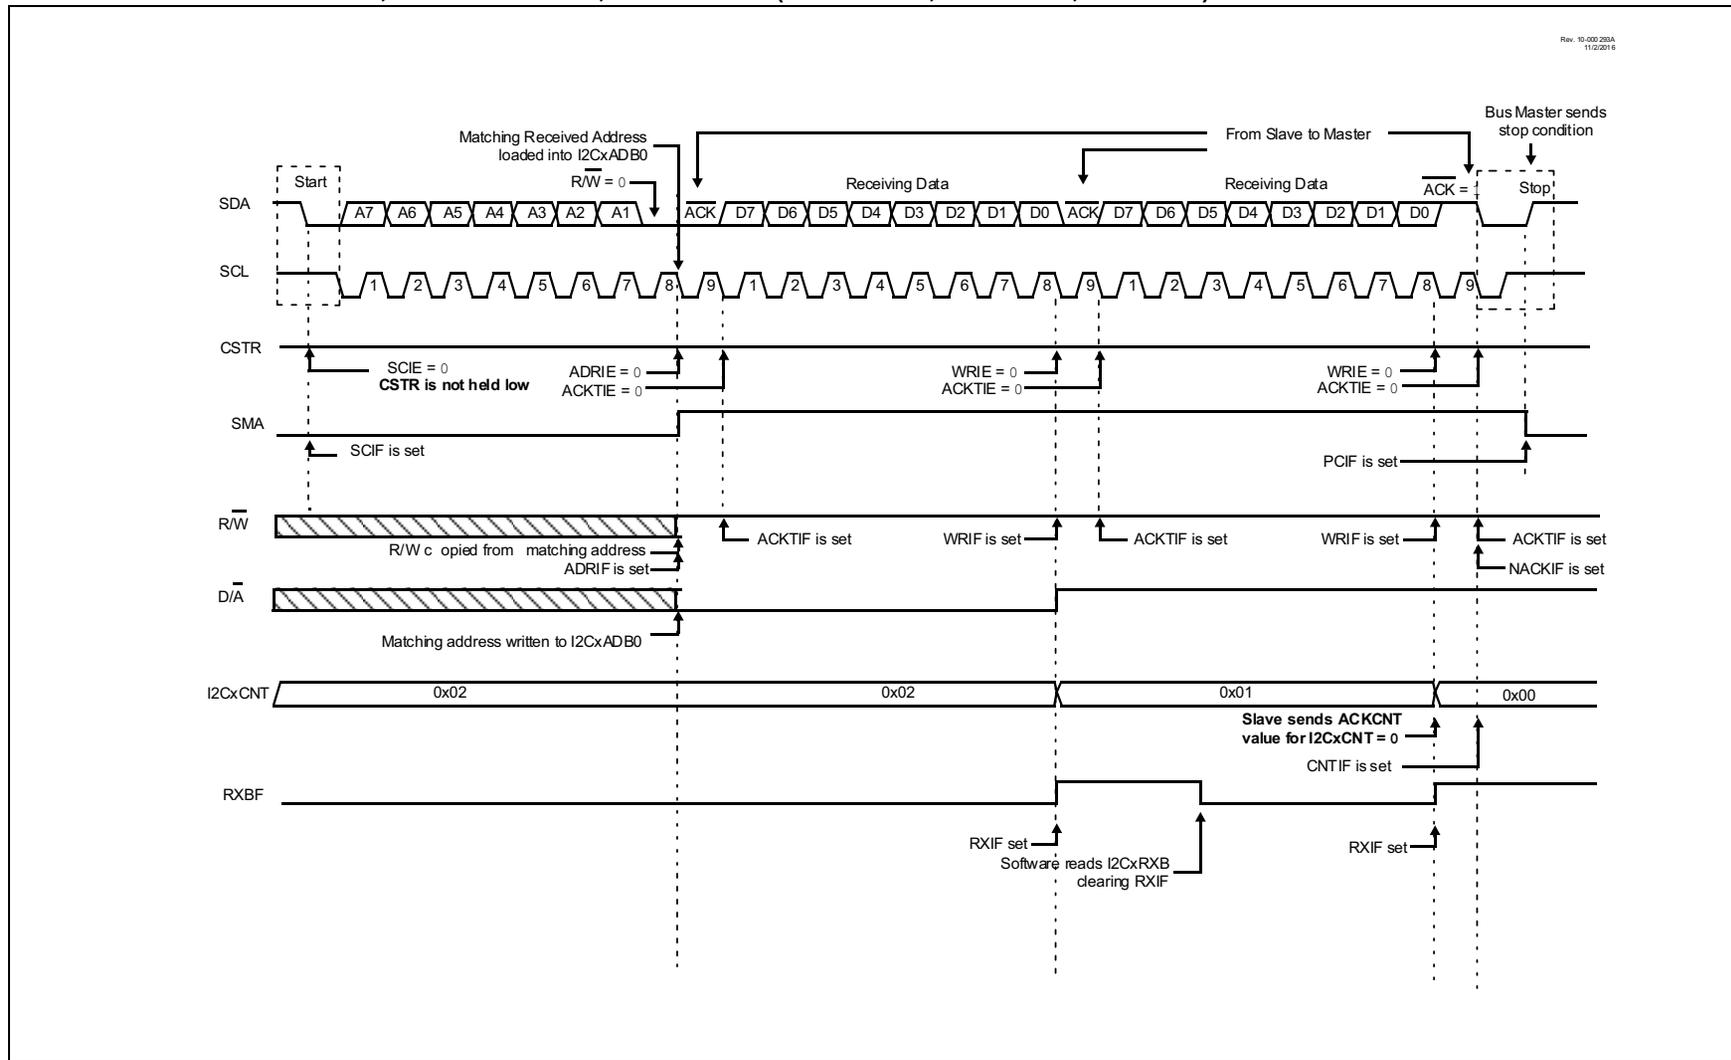 Rev. 10-000 293A
11/2/2016
Bus Master sends
stop condition
Matching Received Address
loaded into I2CxADB0
From Slave to Master
R/W = 0
Start
Receiving Data
Receiving Data
ACK = 1
Stop
SDA
A7 A6 A5 A4 A3 A2 A1 ACK D7 D6 D5 D4 D3 D2 D1 D0 ACK D7 D6 D5 D4 D3 D2 D1 D0
SCL
1 2 3 4 5 6 7 8 9 1 2 3 4 5 6 7 8 9 1 2 3 4 5 6 7 8 9
CSTR
SCIE = 0
CSTR is not held low
ADRIE = 0
ACKTIE = 0
WRIE = 0
ACKTIE = 0
WRIE = 0
ACKTIE = 0
SMA
SCIF is set
PCIF is set
R/W
ACKTIF is set
WRIF is set
ACKTIF is set
WRIF is set
ACKTIF is set
R/W c opied from matching address
ADRIF is set
NACKIF is set
D/A
Matching address written to I2CxADB0
I2CxCNT
0x02
0x02
0x01
0x00
Slave sends ACKCNT
value for I2CxCNT = 0
CNTIF is set
RXBF
RXIF set
Software reads I2CxRXB
clearing RXIF
RXIF set